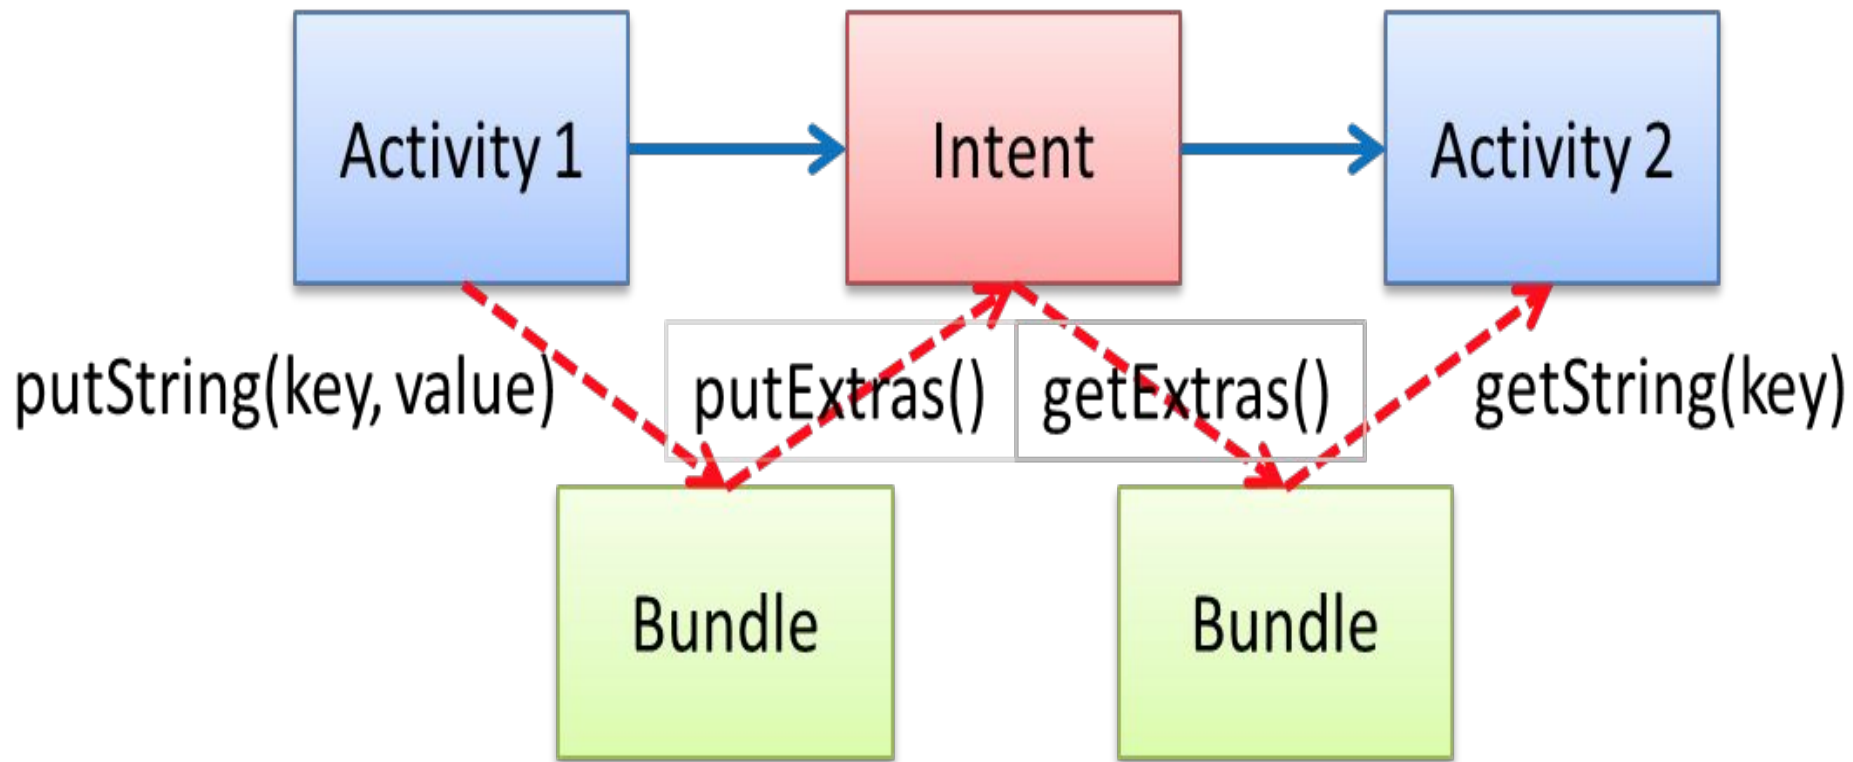 Activity 1
Intent
Activity 2
putString(key, value)
putExtras()
getExtras()
getString(key)
Bundle
Bundle